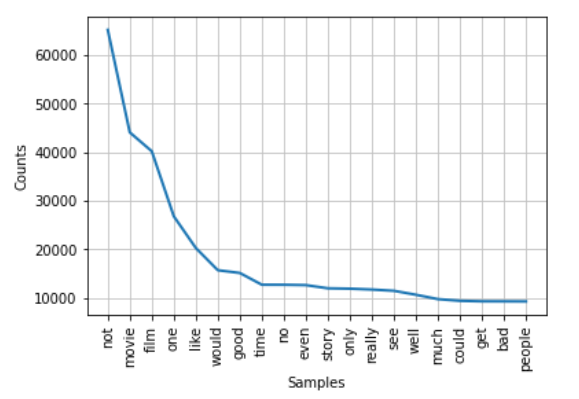 60000
50000
40000
30000
20000
10000
Counts
not
movie
film
one
like
would
good
time
no
even
story
only
really
see
well
much
could
get
bad
people
Samples